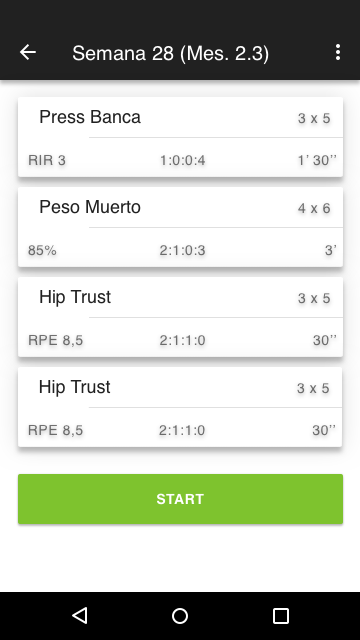 Semana 28 (Mes. 2.3)
Press Banca 3 x 5
RIR 3 1:0:0:4 1' 30''
Peso Muerto 4 x 6
85% 2:1:0:3 3'
Hip Trust 3 x 5
RPE 8,5 2:1:1:0 30''
Hip Trust 3 x 5
RPE 8,5 2:1:1:0 30''
START